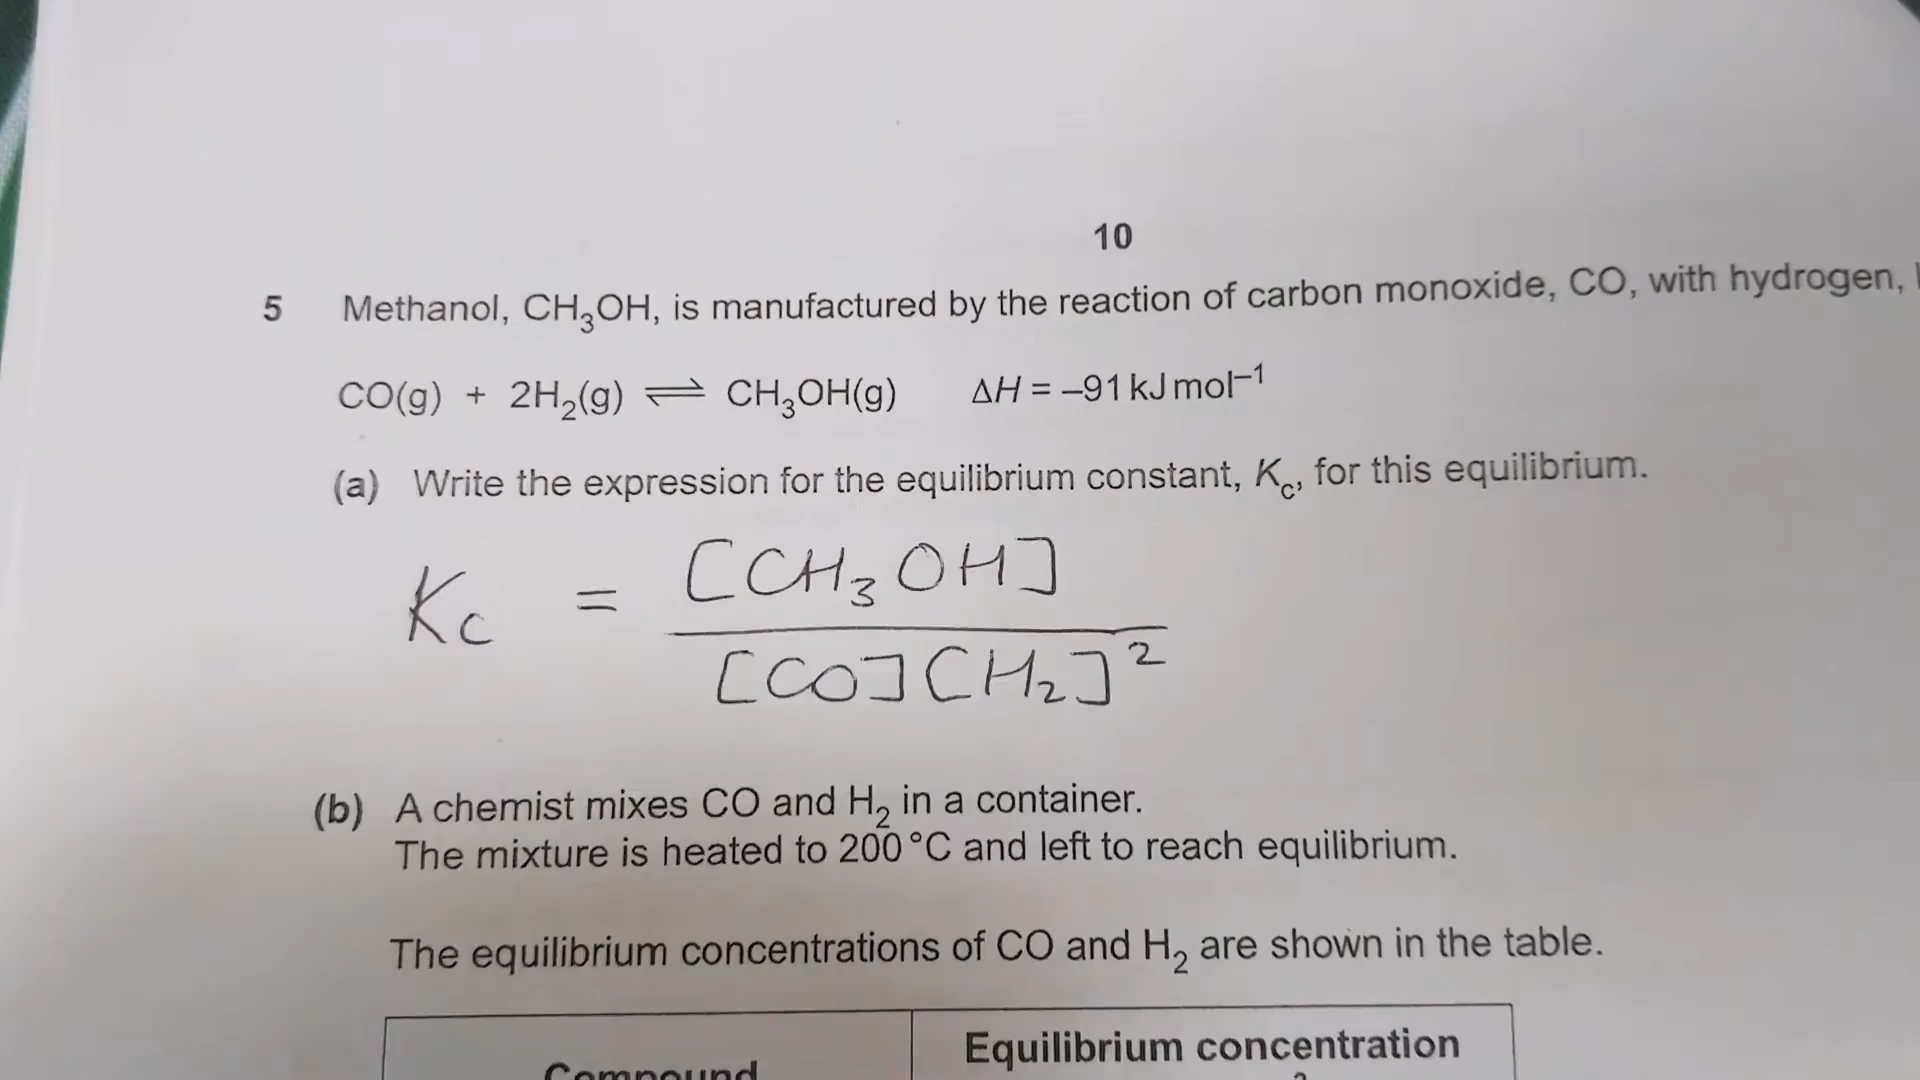 10
5 Methanol, CH₃OH, is manufactured by the reaction of carbon monoxide, CO, with hydrogen,
CO(g) + 2H₂(g) ⇌ CH₃OH(g) ΔH = –91 kJ mol⁻¹
(a) Write the expression for the equilibrium constant, Kc, for this equilibrium.
Kc = [CH₃OH]
[CO][H₂]²
(b) A chemist mixes CO and H₂ in a container.
The mixture is heated to 200 °C and left to reach equilibrium.
The equilibrium concentrations of CO and H₂ are shown in the table.
Compound Equilibrium concentration